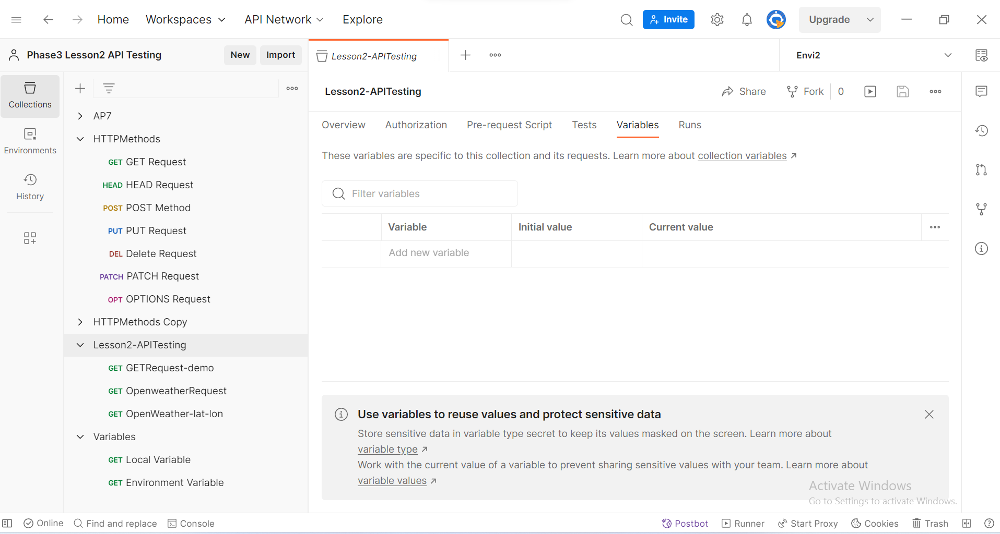 Home Workspaces API Network Explore Invite Upgrade
Phase3 Lesson2 API Testing New Import Lesson2-APITesting Envi2
Collections
Environments
History
AP7
HTTPMethods
GET GET Request
HEAD HEAD Request
POST POST Method
PUT PUT Request
DEL Delete Request
PATCH PATCH Request
OPT OPTIONS Request
HTTPMethods Copy
Lesson2-APITesting
GET GETRequest-demo
GET OpenweatherRequest
GET OpenWeather-lat-lon
Variables
GET Local Variable
GET Environment Variable
Lesson2-APITesting Share Fork 0
Overview Authorization Pre-request Script Tests Variables Runs
These variables are specific to this collection and its requests. Learn more about collection variables ↗
Filter variables
Variable Initial value Current value
Add new variable
Use variables to reuse values and protect sensitive data
Store sensitive data in variable type secret to keep its values masked on the screen. Learn more about
variable type ↗
Work with the current value of a variable to prevent sharing sensitive values with your team. Learn more about
variable values ↗
Activate Windows
Go to Settings to activate Windows.
Online Find and replace Console Postbot Runner Start Proxy Cookies Trash